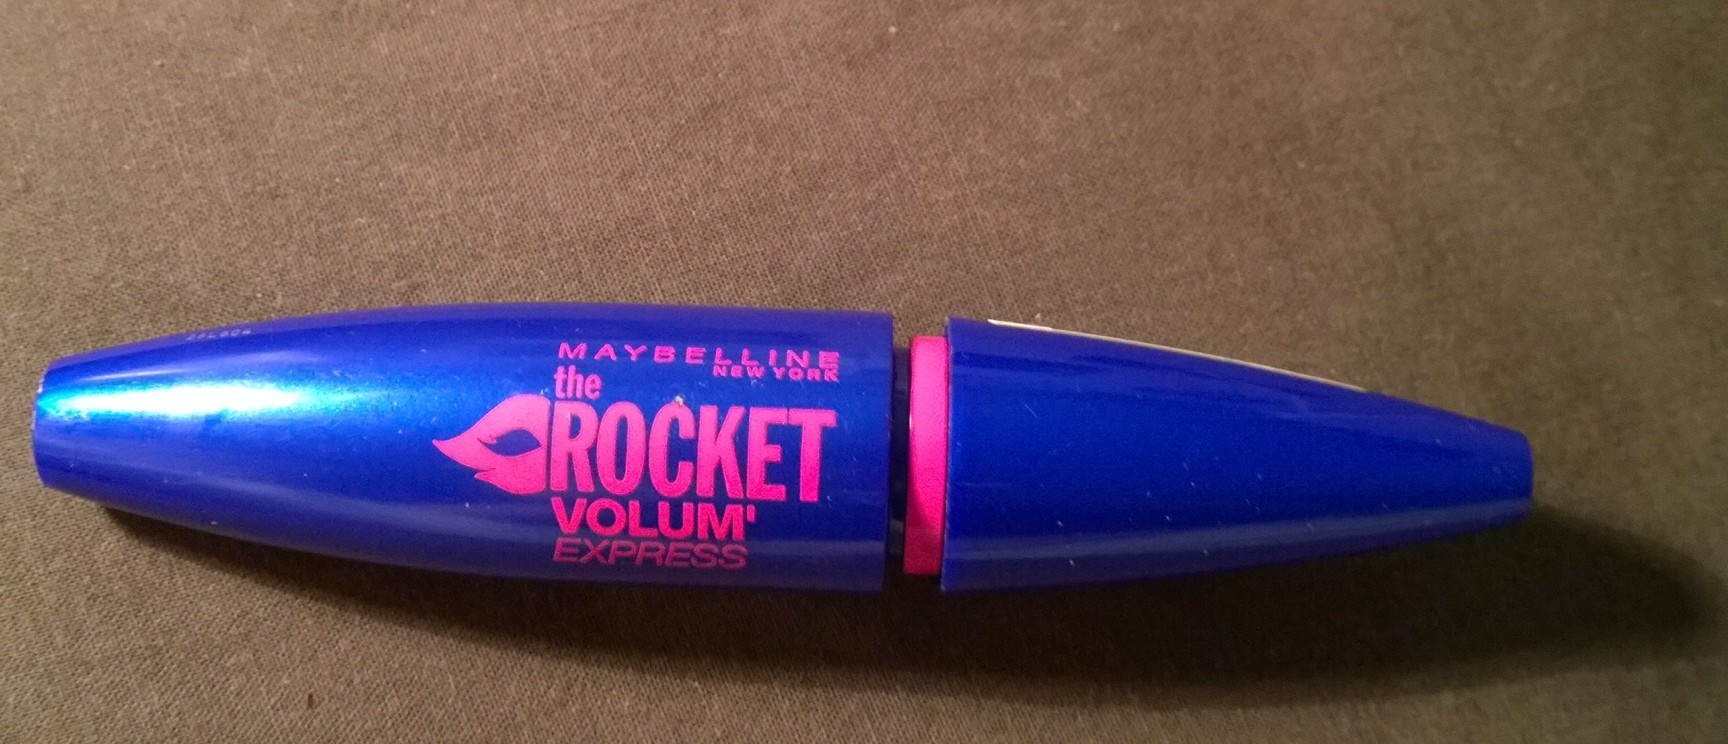 MAYBELLINE
NEW YORK
the
ROCKET
VOLUM'
EXPRESS